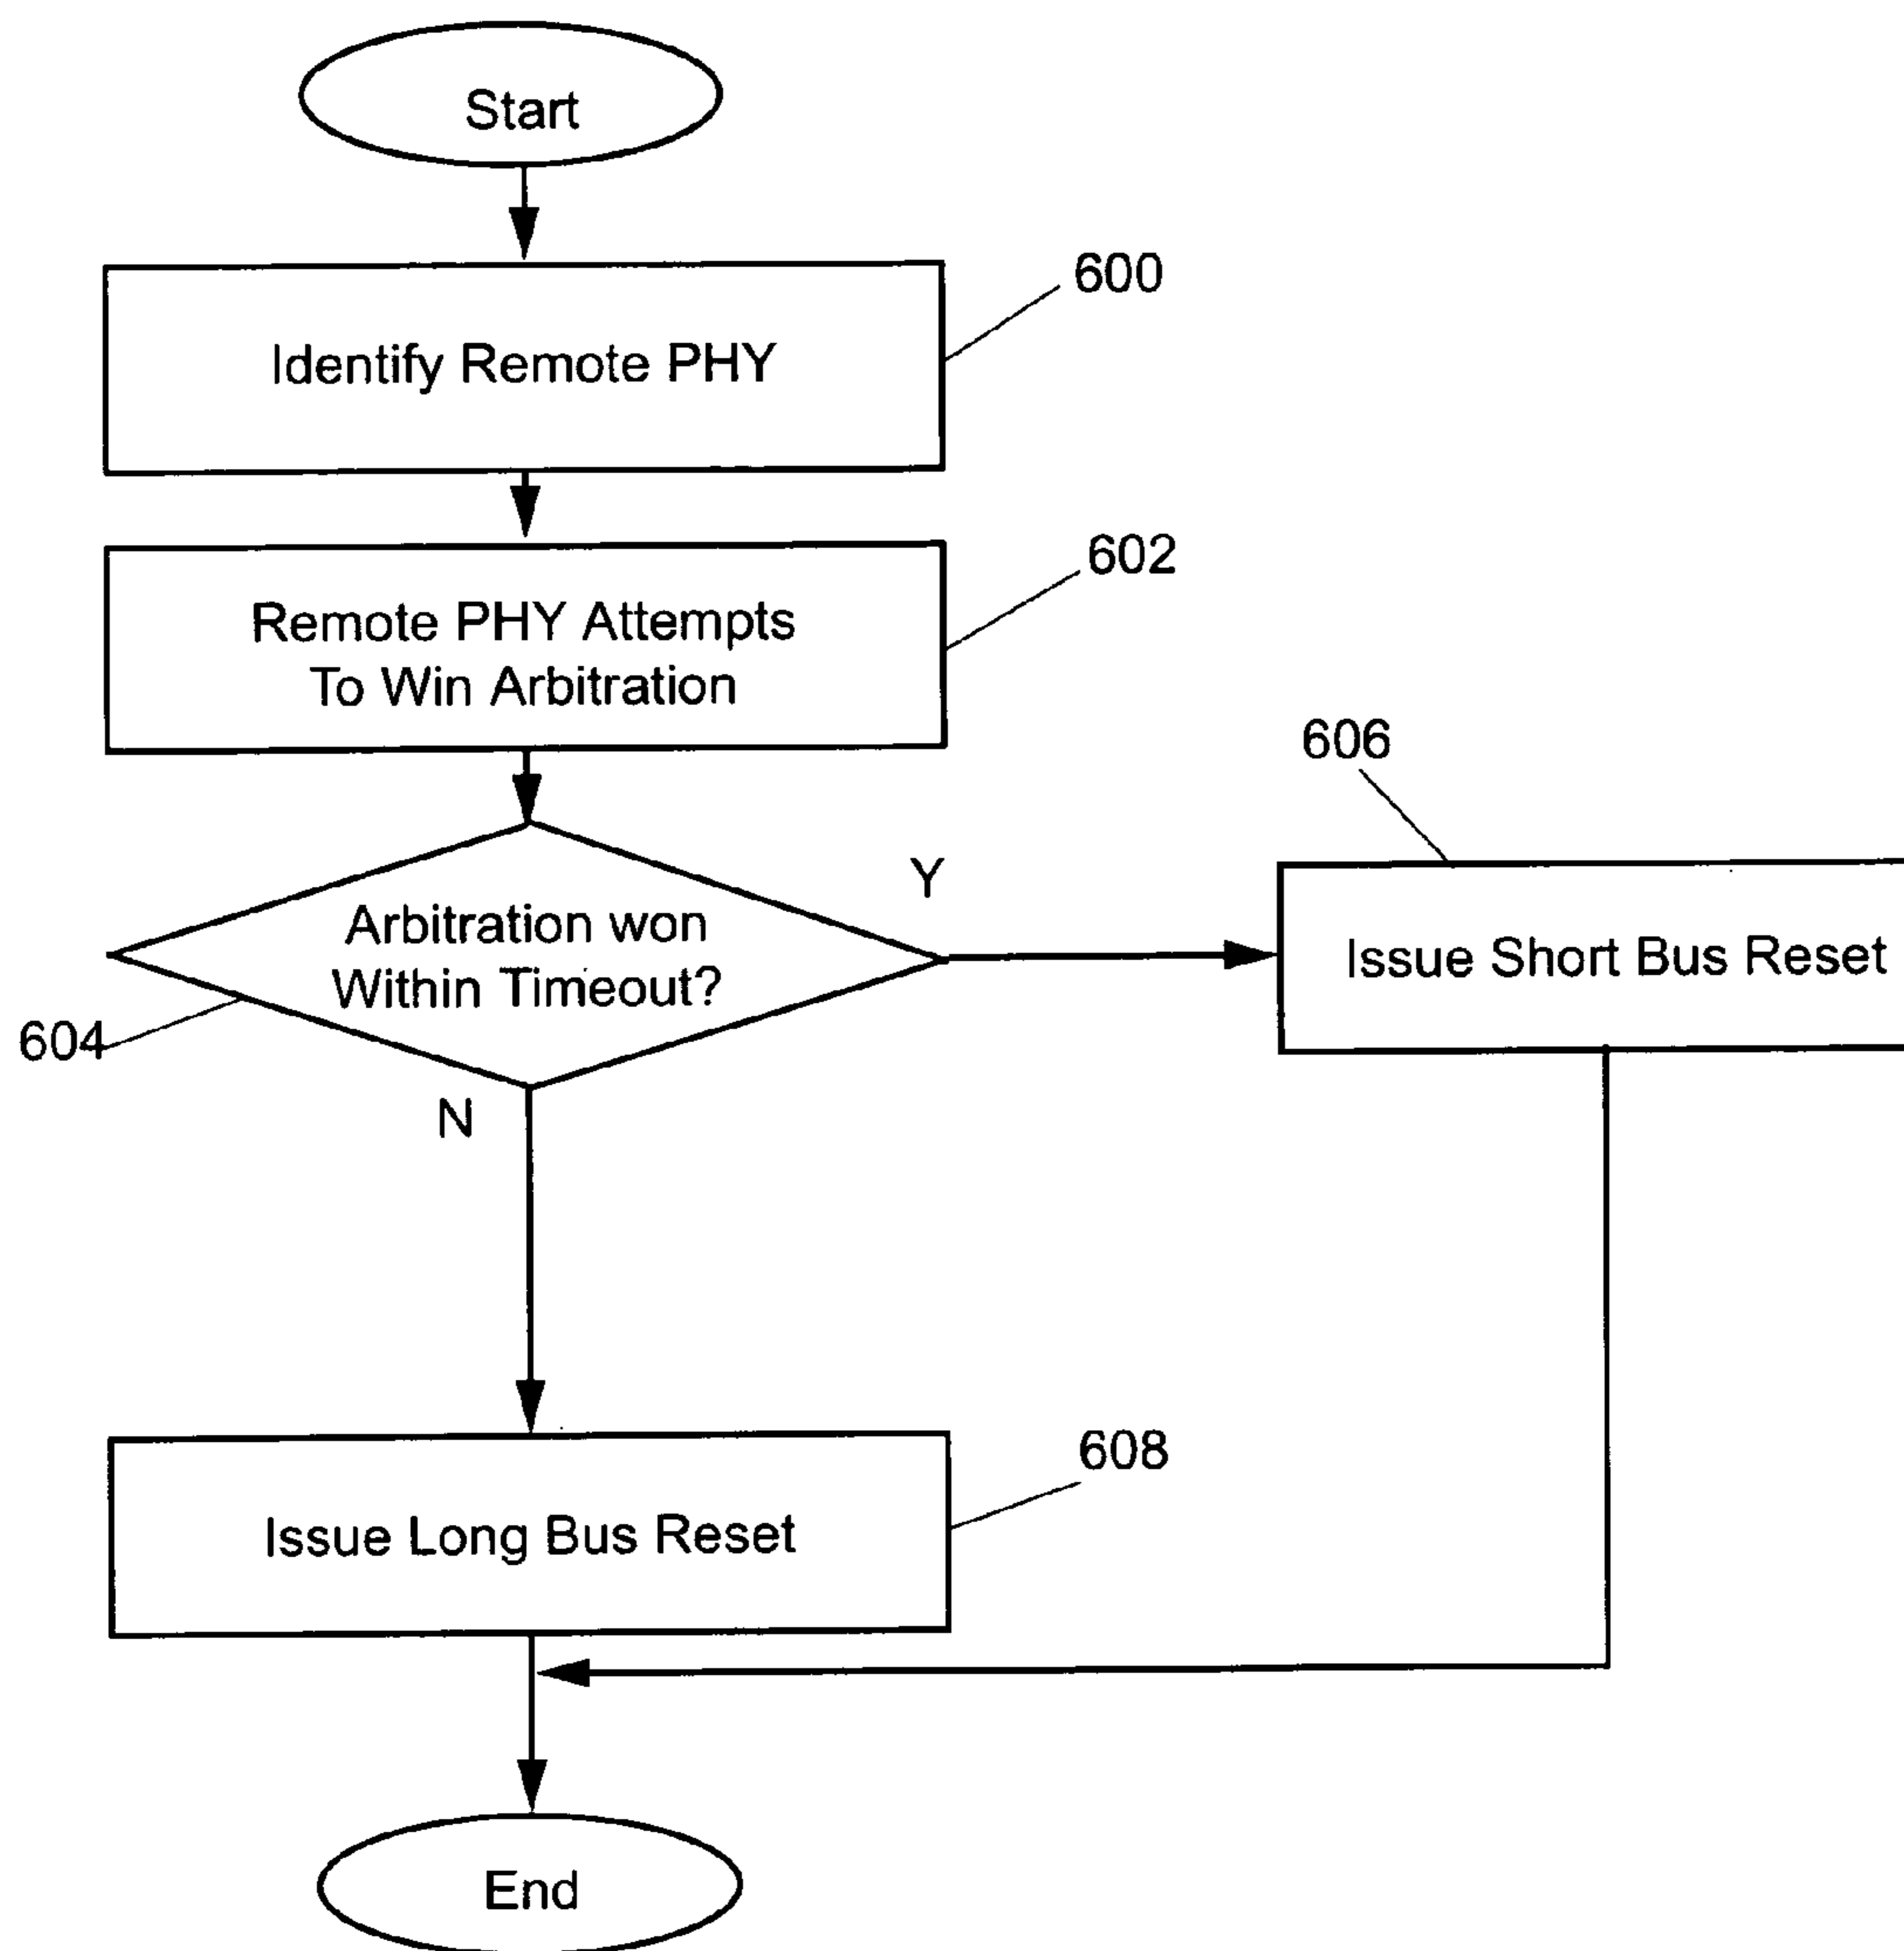 Start
600
Identify Remote PHY
602
Remote PHY Attempts
To Win Arbitration
606
Y
Arbitration won
Within Timeout?
Issue Short Bus Reset
604
N
608
Issue Long Bus Reset
End